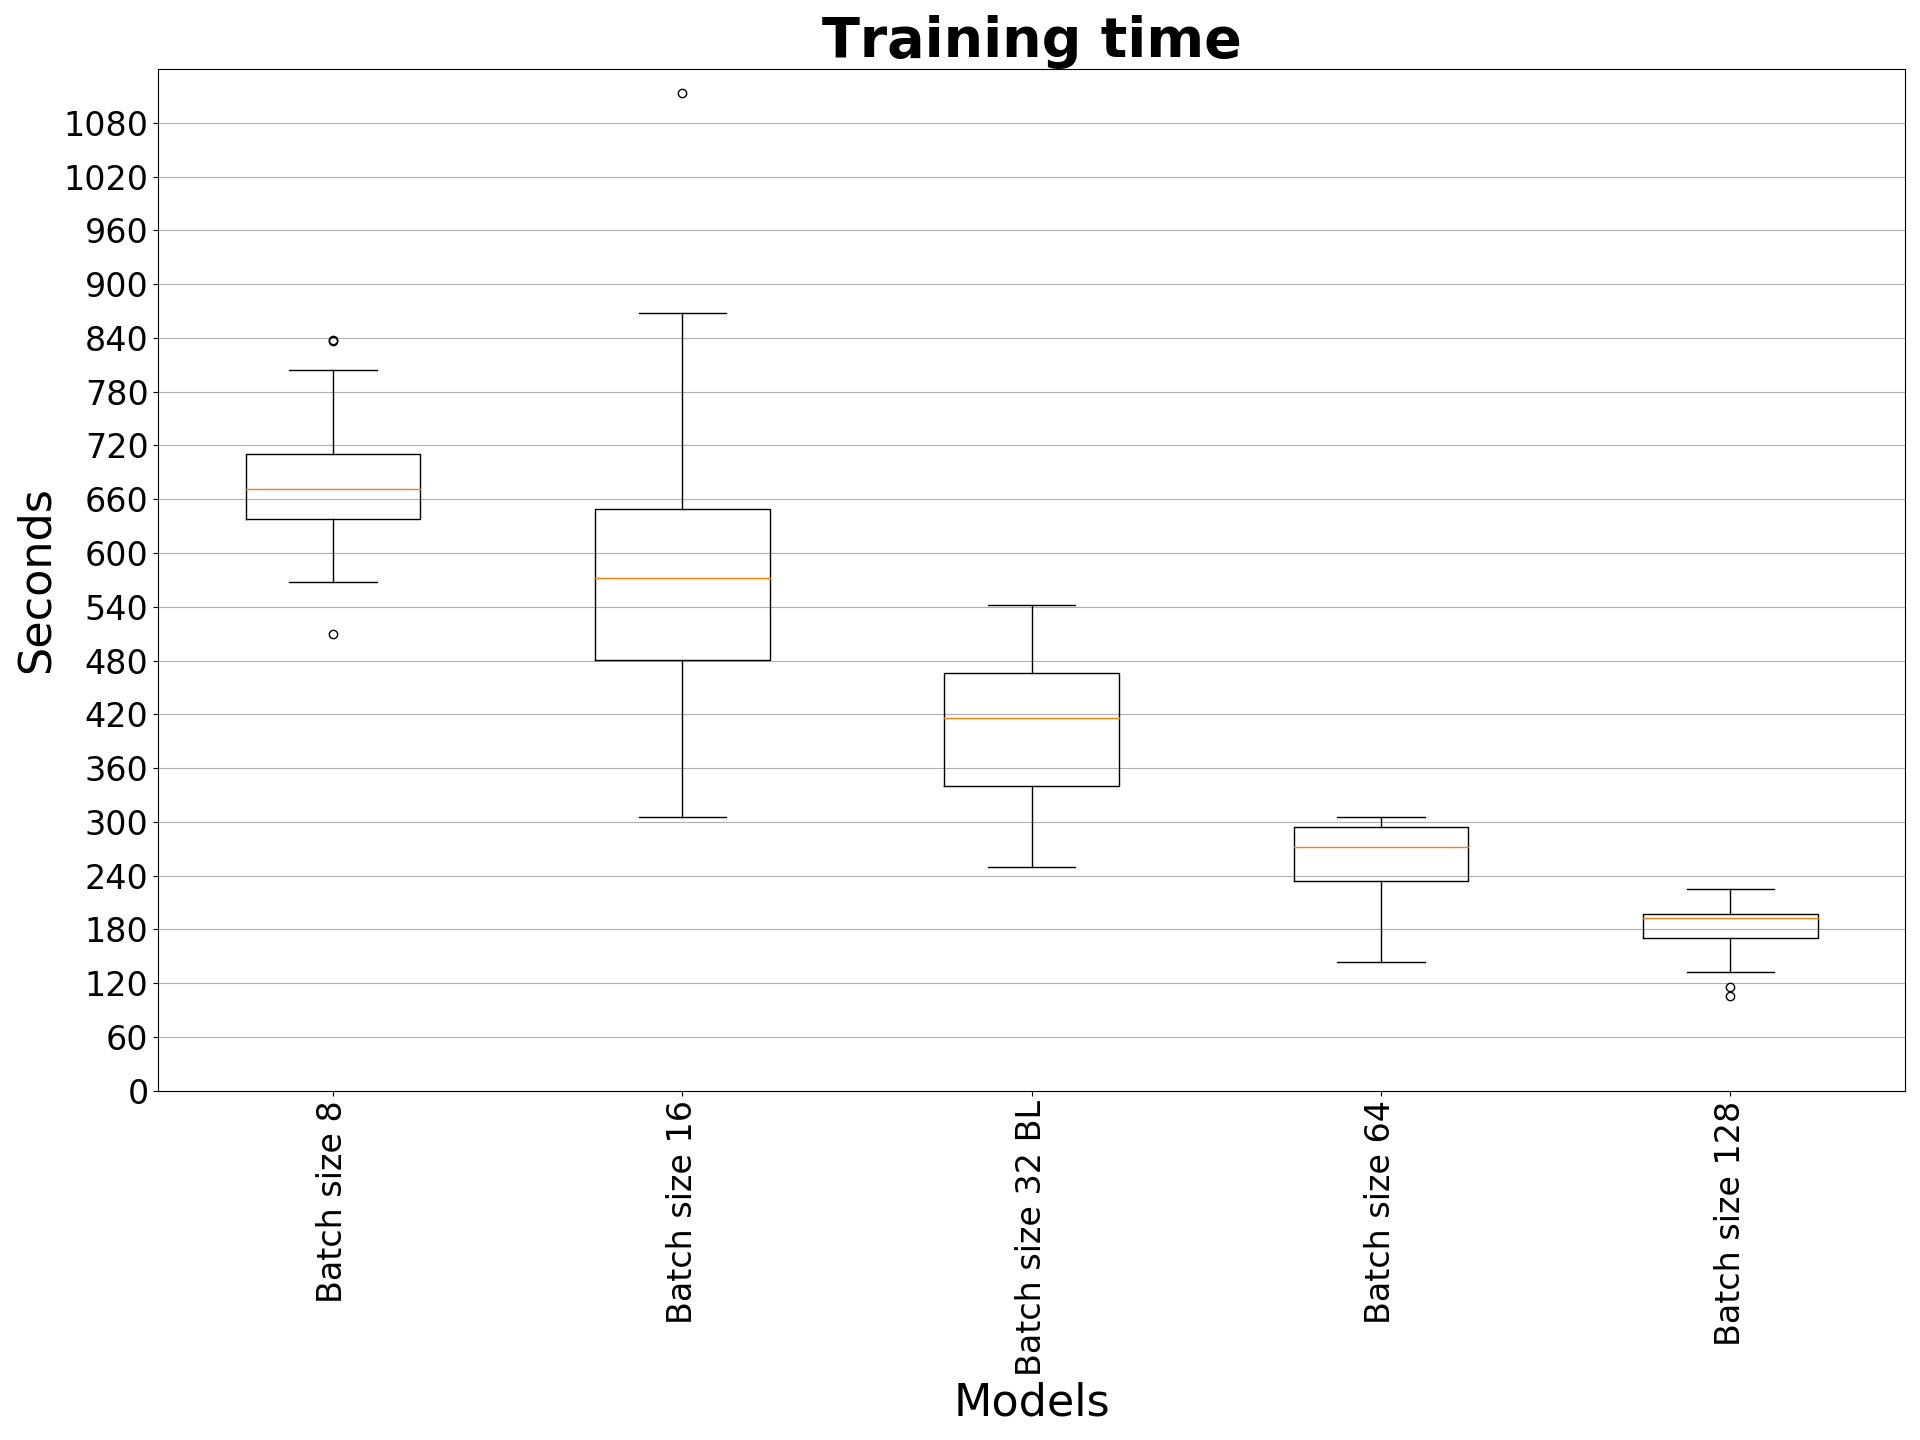 Training time
Seconds
1080
1020
960
900
840
780
720
660
600
540
480
420
360
300
240
180
120
60
0
Batch size 8
Batch size 16
Batch size 32 BL
Batch size 64
Batch size 128
Models